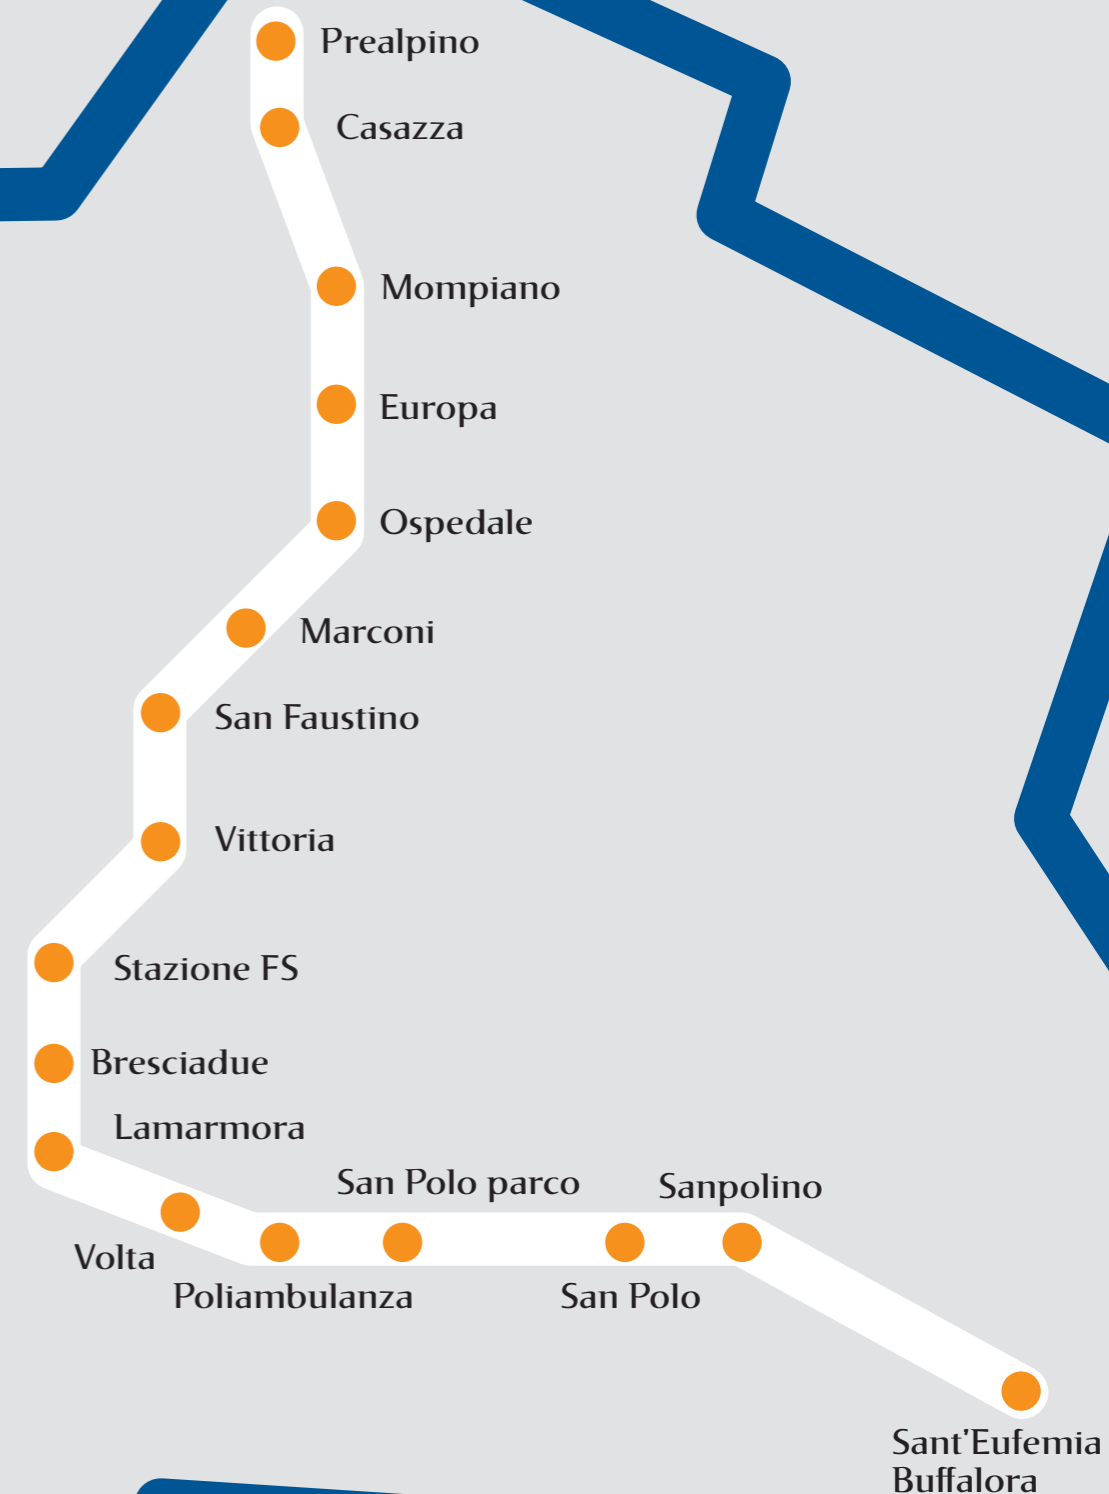 Prealpino
Casazza
Mompiano
Europa
Ospedale
Marconi
San Faustino
Vittoria
Stazione FS
Bresciadue
Lamarmora
San Polo parco
Sanpolino
Volta
Poliambulanza
San Polo
Sant'Eufemia
Buffalora